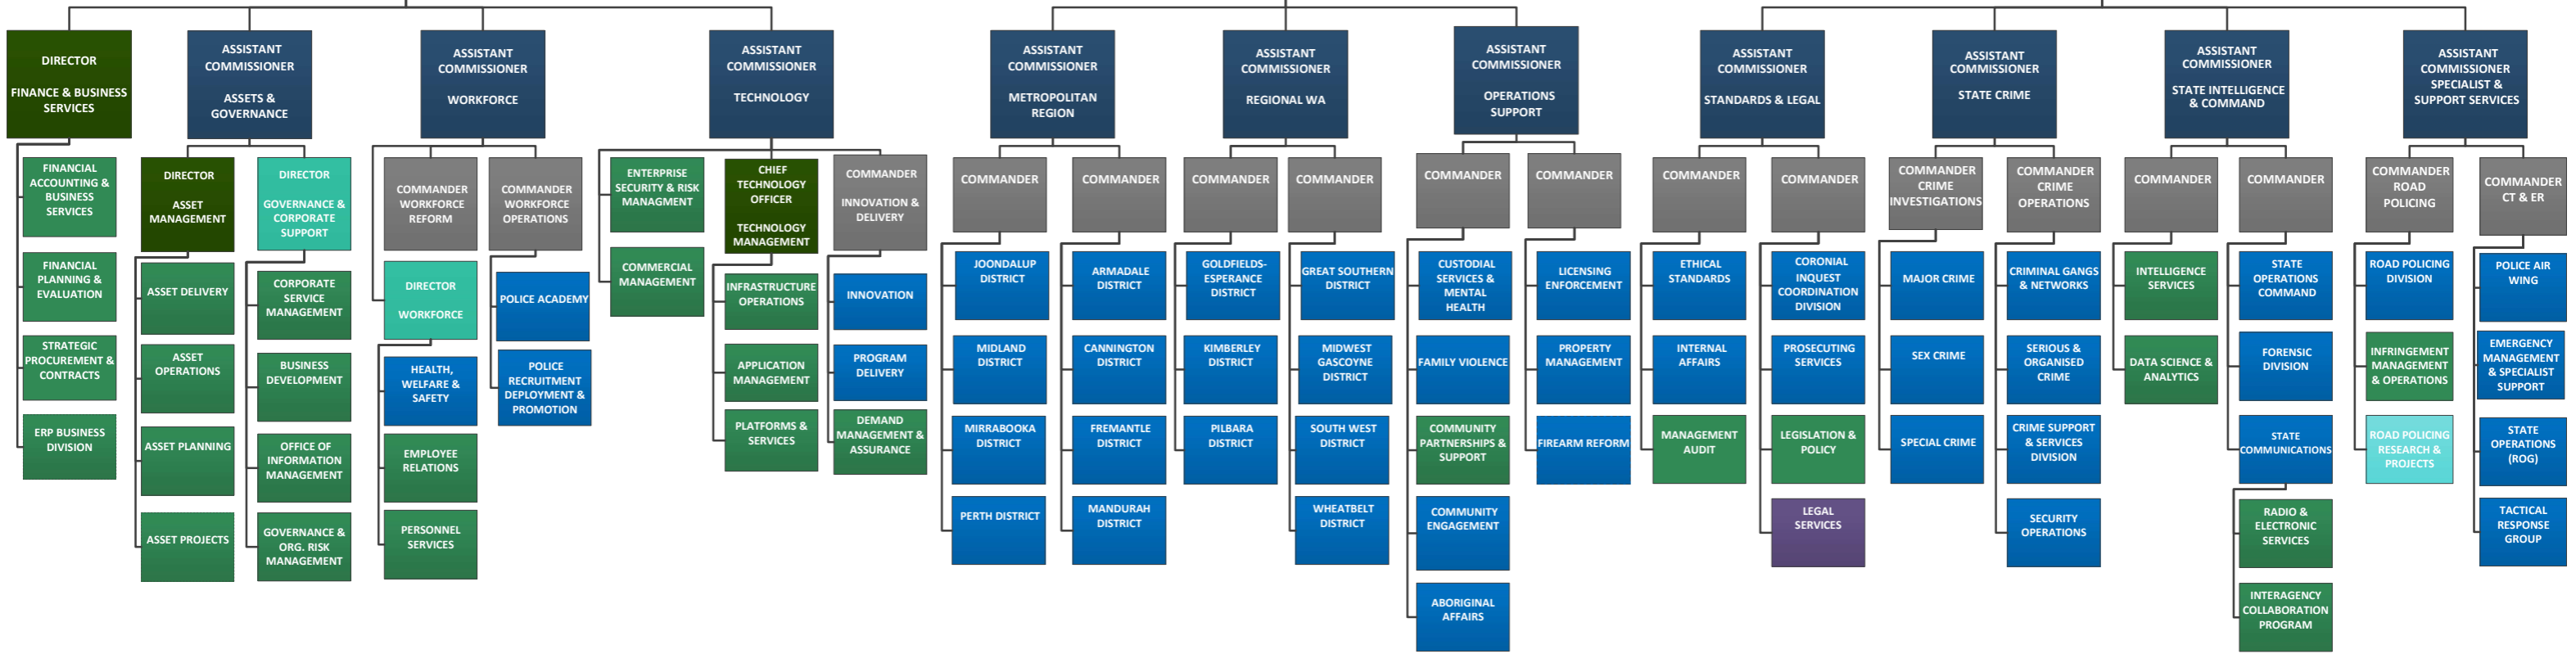 DIRECTOR
FINANCE & BUSINESS
SERVICES
FINANCIAL
ACCOUNTING &
BUSINESS
SERVICES
FINANCIAL
PLANNING &
EVALUATION
STRATEGIC
PROCUREMENT &
CONTRACTS
ERP BUSINESS
DIVISION
ASSISTANT
COMMISSIONER
ASSETS &
GOVERNANCE
DIRECTOR
ASSET
MANAGEMENT
ASSET DELIVERY
ASSET
OPERATIONS
ASSET PLANNING
ASSET PROJECTS
DIRECTOR
GOVERNANCE &
CORPORATE
SUPPORT
CORPORATE
SERVICE
MANAGEMENT
BUSINESS
DEVELOPMENT
OFFICE OF
INFORMATION
MANAGEMENT
GOVERNANCE &
ORG. RISK
MANAGEMENT
ASSISTANT
COMMISSIONER
WORKFORCE
COMMANDER
WORKFORCE
REFORM
DIRECTOR
WORKFORCE
HEALTH,
WELFARE &
SAFETY
EMPLOYEE
RELATIONS
PERSONNEL
SERVICES
COMMANDER
WORKFORCE
OPERATIONS
POLICE ACADEMY
POLICE
RECRUITMENT
DEPLOYMENT &
PROMOTION
ASSISTANT
COMMISSIONER
TECHNOLOGY
ENTERPRISE
SECURITY & RISK
MANAGMENT
COMMERCIAL
MANAGEMENT
CHIEF
TECHNOLOGY
OFFICER
TECHNOLOGY
MANAGEMENT
INFRASTRUCTURE
OPERATIONS
APPLICATION
MANAGEMENT
PLATFORMS &
SERVICES
COMMANDER
INNOVATION &
DELIVERY
INNOVATION
PROGRAM
DELIVERY
DEMAND
MANAGEMENT &
ASSURANCE
ASSISTANT
COMMISSIONER
METROPOLITAN
REGION
COMMANDER
JOONDALUP
DISTRICT
MIDLAND
DISTRICT
MIRRABOOKA
DISTRICT
PERTH DISTRICT
COMMANDER
ARMADALE
DISTRICT
CANNINGTON
DISTRICT
FREMANTLE
DISTRICT
MANDURAH
DISTRICT
ASSISTANT
COMMISSIONER
REGIONAL WA
COMMANDER
GOLDFIELDS-
ESPERANCE
DISTRICT
KIMBERLEY
DISTRICT
PILBARA
DISTRICT
COMMANDER
GREAT SOUTHERN
DISTRICT
MIDWEST
GASCOYNE
DISTRICT
SOUTH WEST
DISTRICT
WHEATBELT
DISTRICT
ASSISTANT
COMMISSIONER
OPERATIONS
SUPPORT
COMMANDER
CUSTODIAL
SERVICES &
MENTAL
HEALTH
FAMILY VIOLENCE
COMMUNITY
PARTNERSHIPS &
SUPPORT
COMMUNITY
ENGAGEMENT
ABORIGINAL
AFFAIRS
COMMANDER
LICENSING
ENFORCEMENT
PROPERTY
MANAGEMENT
FIREARM REFORM
ASSISTANT
COMMISSIONER
STANDARDS & LEGAL
COMMANDER
ETHICAL
STANDARDS
INTERNAL
AFFAIRS
MANAGEMENT
AUDIT
COMMANDER
CORONIAL
INQUEST
COORDINATION
DIVISION
PROSECUTING
SERVICES
LEGISLATION &
POLICY
LEGAL
SERVICES
ASSISTANT
COMMISSIONER
STATE CRIME
COMMANDER
CRIME
INVESTIGATIONS
MAJOR CRIME
SEX CRIME
SPECIAL CRIME
COMMANDER
CRIME
OPERATIONS
CRIMINAL GANGS
& NETWORKS
SERIOUS &
ORGANISED
CRIME
CRIME SUPPORT
& SERVICES
DIVISION
SECURITY
OPERATIONS
ASSISTANT
COMMISSIONER
STATE INTELLIGENCE
& COMMAND
COMMANDER
INTELLIGENCE
SERVICES
DATA SCIENCE &
ANALYTICS
COMMANDER
STATE
OPERATIONS
COMMAND
FORENSIC
DIVISION
STATE
COMMUNICATIONS
RADIO &
ELECTRONIC
SERVICES
INTERAGENCY
COLLABORATION
PROGRAM
ASSISTANT
COMMISSIONER
SPECIALIST &
SUPPORT SERVICES
COMMANDER
ROAD
POLICING
ROAD POLICING
DIVISION
INFRINGEMENT
MANAGEMENT
& OPERATIONS
ROAD POLICING
RESEARCH &
PROJECTS
COMMANDER
CT & ER
POLICE AIR
WING
EMERGENCY
MANAGEMENT
& SPECIALIST
SUPPORT
STATE
OPERATIONS
(ROG)
TACTICAL
RESPONSE
GROUP